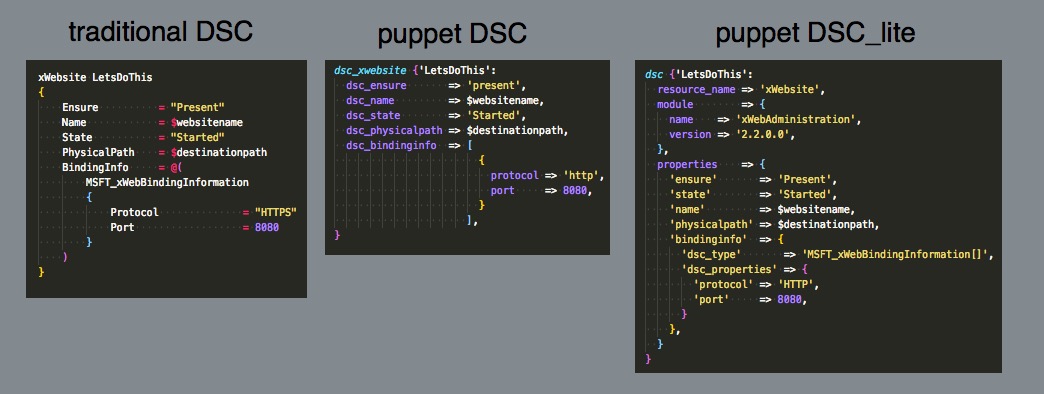 traditional DSC
xWebsite LetsDoThis
{
Ensure = "Present"
Name = $websitename
State = "Started"
PhysicalPath = $destinationpath
BindingInfo = @(
MSFT_xWebBindingInformation
{
Protocol = "HTTPS"
Port = 8080
}
)
}
puppet DSC
dsc_xwebsite {'LetsDoThis':
dsc_ensure => 'present',
dsc_name => $websitename,
dsc_state => 'Started',
dsc_physicalpath => $destinationpath,
dsc_bindinginfo => [
{
protocol => 'http',
port => 8080,
}
],
}
puppet DSC_lite
dsc {'LetsDoThis':
resource_name => 'xWebsite',
module => {
name => 'xWebAdministration',
version => '2.2.0.0',
},
properties => {
'ensure' => 'Present',
'state' => 'Started',
'name' => $websitename,
'physicalpath' => $destinationpath,
'bindinginfo' => {
'dsc_type' => 'MSFT_xWebBindingInformation[]',
'dsc_properties' => {
'protocol' => 'HTTP',
'port' => 8080,
}
},
}
}